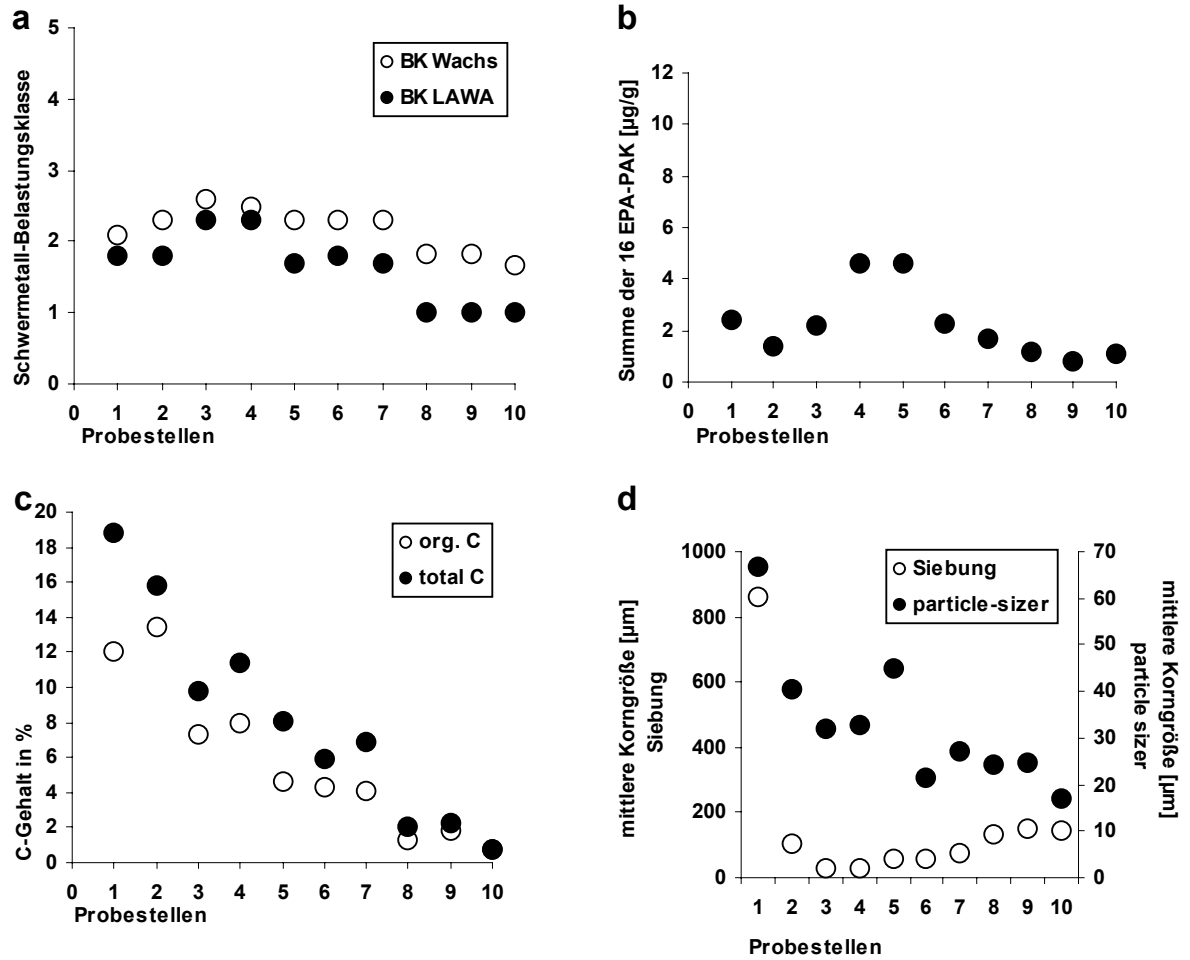 a
Schwermetall-Belastungsklasse
5
4
3
2
1
0
BK Wachs
BK LAWA
0 1 2 3 4 5 6 7 8 9 10
Probestellen
b
Summe der 16 EPA-PAK [µg/g]
12
10
8
6
4
2
0
0 1 2 3 4 5 6 7 8 9 10
Probestellen
c
C-Gehalt in %
20
18
16
14
12
10
8
6
4
2
0
org. C
total C
0 1 2 3 4 5 6 7 8 9 10
Probestellen
d
mittlere Korngröße [µm]
Siebung
1000
800
600
400
200
0
Siebung
particle-sizer
70
60
50
40
30
20
10
0
mittlere Korngröße [µm]
particle sizer
1 2 3 4 5 6 7 8 9 10
Probestellen